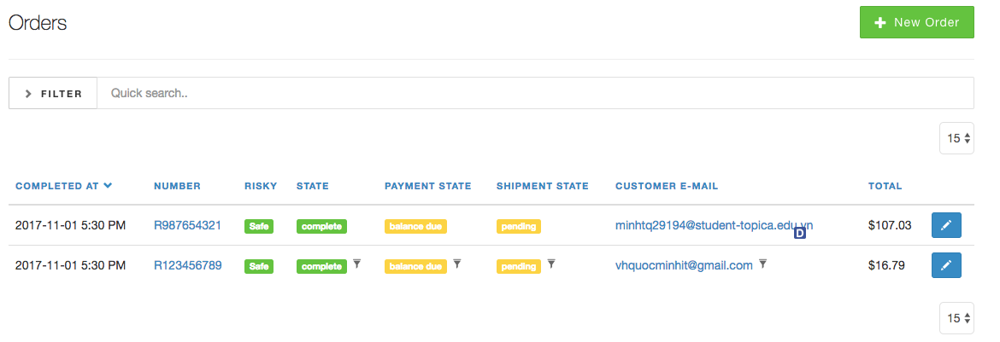 Orders
New Order
FILTER
Quick search..
15
COMPLETED AT NUMBER RISKY STATE PAYMENT STATE SHIPMENT STATE CUSTOMER E-MAIL TOTAL
2017-11-01 5:30 PM R987654321 Safe complete balance due pending minhtq29194@student-topica.edu.vn $107.03
D
2017-11-01 5:30 PM R123456789 Safe complete balance due pending vhquocminhit@gmail.com $16.79
15